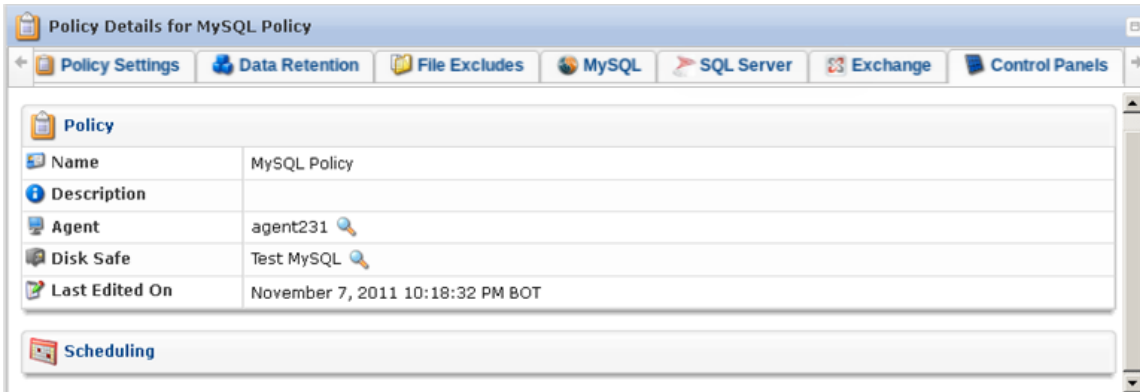 Policy Details for MySQL Policy
Policy Settings Data Retention File Excludes MySQL SQL Server Exchange Control Panels
Policy
Name MySQL Policy
Description
Agent agent231
Disk Safe Test MySQL
Last Edited On November 7, 2011 10:18:32 PM BOT
Scheduling